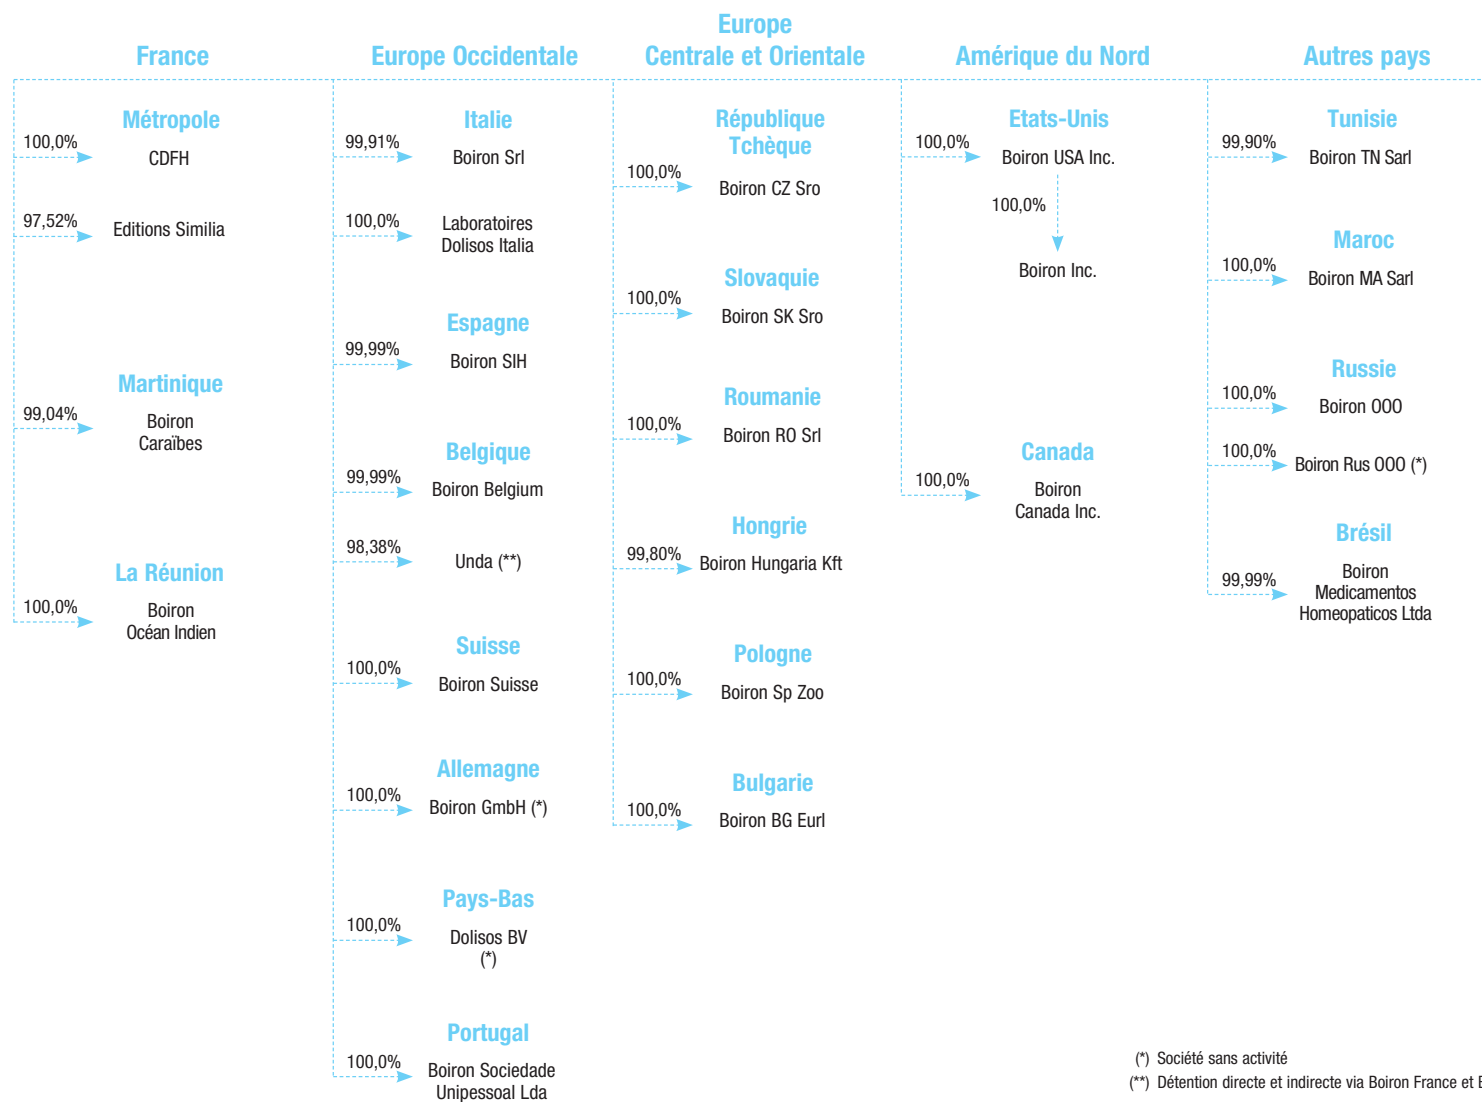 France
Métropole
100,0%
CDFH
97,52%
Editions Similia
Martinique
99,04%
Boiron
Caraïbes
La Réunion
100,0%
Boiron
Océan Indien
Europe Occidentale
Italie
99,91%
Boiron Srl
100,0%
Laboratoires
Dolisos Italia
Espagne
99,99%
Boiron SIH
Belgique
99,99%
Boiron Belgium
98,38%
Unda (**)
Suisse
100,0%
Boiron Suisse
Allemagne
100,0%
Boiron GmbH (*)
Pays-Bas
100,0%
Dolisos BV
(*)
Portugal
100,0%
Boiron Sociedade
Unipessoal Lda
Europe
Centrale et Orientale
République
Tchèque
100,0%
Boiron CZ Sro
Slovaquie
100,0%
Boiron SK Sro
Roumanie
100,0%
Boiron RO Srl
Hongrie
99,80%
Boiron Hungaria Kft
Pologne
100,0%
Boiron Sp Zoo
Bulgarie
100,0%
Boiron BG Eurl
Amérique du Nord
Etats-Unis
100,0%
Boiron USA Inc.
100,0%
Boiron Inc.
Canada
100,0%
Boiron
Canada Inc.
Autres pays
Tunisie
99,90%
Boiron TN Sarl
Maroc
100,0%
Boiron MA Sarl
Russie
100,0%
Boiron OOO
100,0%
Boiron Rus OOO (*)
Brésil
99,99%
Boiron
Medicamentos
Homeopaticos Ltda
(*) Société sans activité
(**) Détention directe et indirecte via Boiron France et